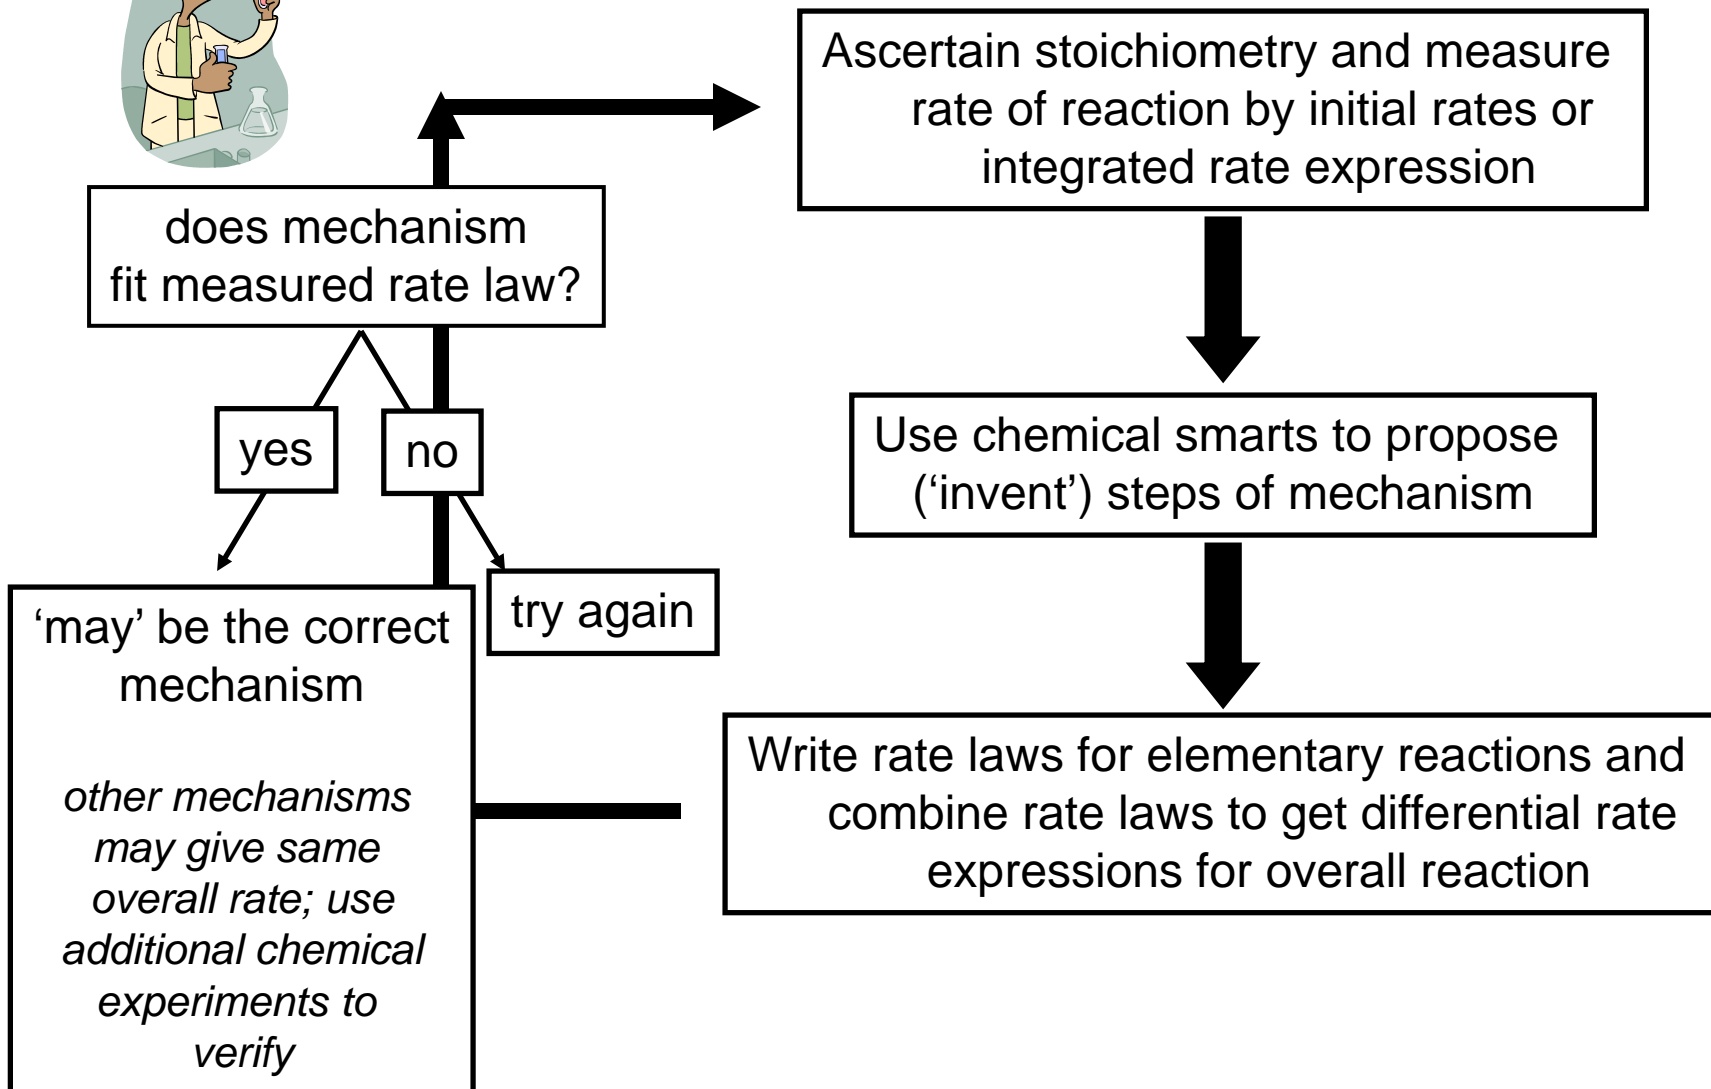 Ascertain stoichiometry and measure
rate of reaction by initial rates or
integrated rate expression
does mechanism
fit measured rate law?
Use chemical smarts to propose
(‘invent’) steps of mechanism
yes
no
try again
‘may’ be the correct
mechanism
other mechanisms
may give same
overall rate; use
additional chemical
experiments to
verify
Write rate laws for elementary reactions and
combine rate laws to get differential rate
expressions for overall reaction